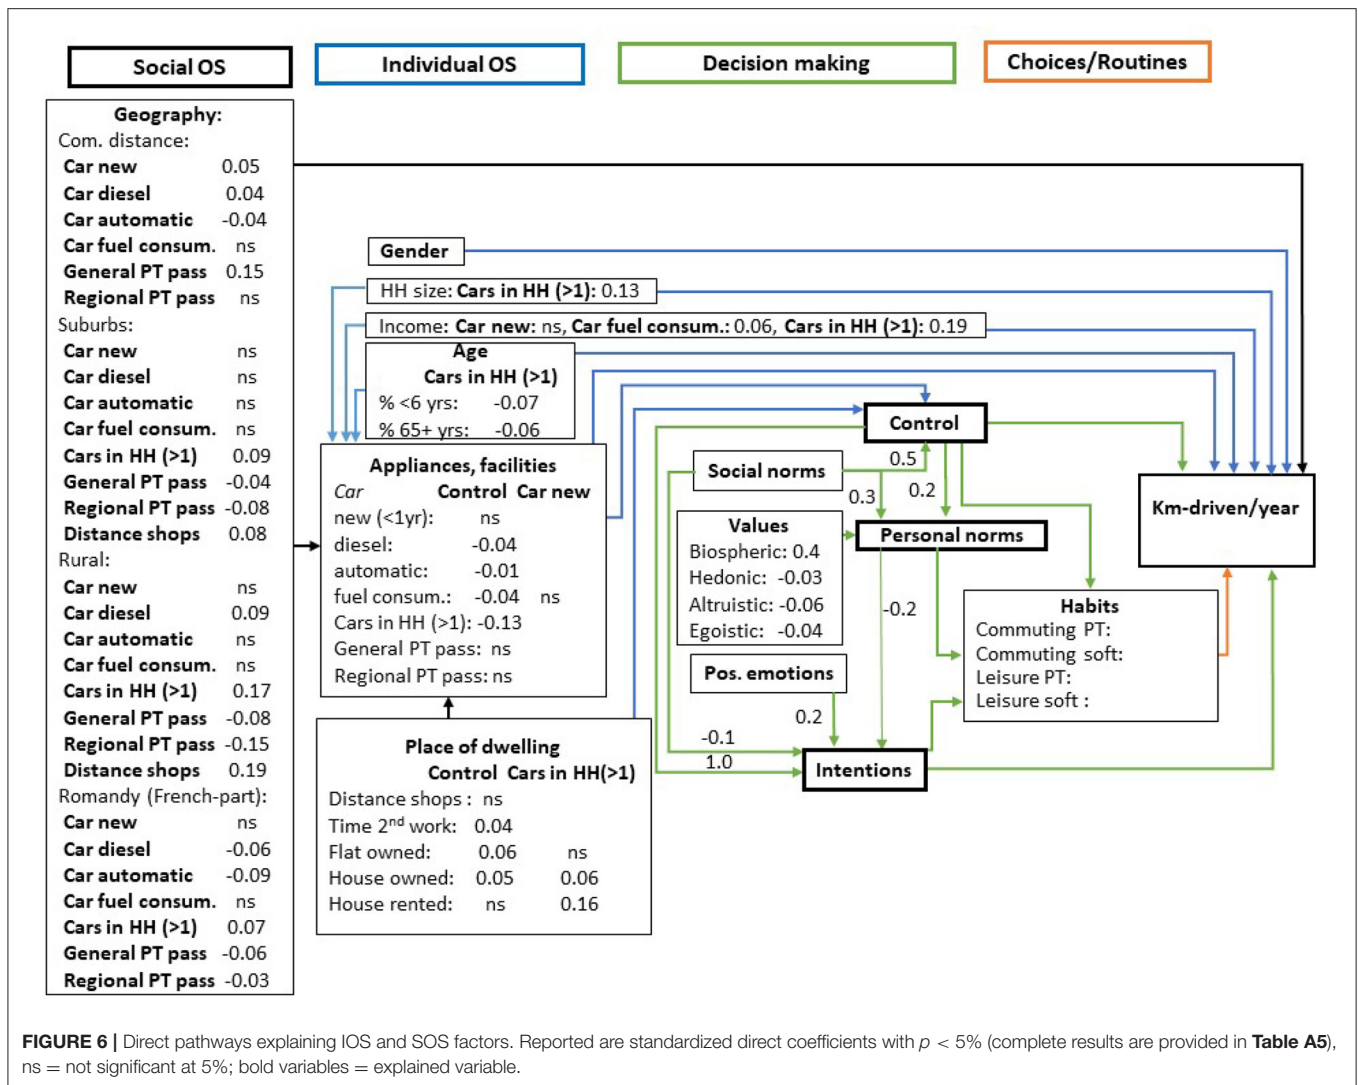 Social OS
Individual OS
Decision making
Choices/Routines
Geography:
Com. distance:
Car new 0.05
Car diesel 0.04
Car automatic -0.04
Car fuel consum. ns
General PT pass 0.15
Regional PT pass ns
Suburbs:
Car new ns
Car diesel ns
Car automatic ns
Car fuel consum. ns
Cars in HH (>1) 0.09
General PT pass -0.04
Regional PT pass -0.08
Distance shops 0.08
Rural:
Car new ns
Car diesel 0.09
Car automatic ns
Car fuel consum. ns
Cars in HH (>1) 0.17
General PT pass -0.08
Regional PT pass -0.15
Distance shops 0.19
Romandy (French-part):
Car new ns
Car diesel -0.06
Car automatic -0.09
Car fuel consum. ns
Cars in HH (>1) 0.07
General PT pass -0.06
Regional PT pass -0.03
Gender
HH size: Cars in HH (>1): 0.13
Income: Car new: ns, Car fuel consum.: 0.06, Cars in HH (>1): 0.19
Age
Cars in HH (>1)
% <6 yrs: -0.07
% 65+ yrs: -0.06
Appliances, facilities
Car Control Car new
new (<1yr): ns
diesel: -0.04
automatic: -0.01
fuel consum.: -0.04 ns
Cars in HH (>1): -0.13
General PT pass: ns
Regional PT pass: ns
Place of dwelling
Control Cars in HH(>1)
Distance shops : ns
Time 2nd work: 0.04
Flat owned: 0.06 ns
House owned: 0.05 0.06
House rented: ns 0.16
Control
Social norms
0.5
0.3
0.2
Values
Biospheric: 0.4
Hedonic: -0.03
Altruistic: -0.06
Egoistic: -0.04
Personal norms
-0.2
Pos. emotions
0.2
-0.1
1.0
Intentions
Habits
Commuting PT:
Commuting soft:
Leisure PT:
Leisure soft :
Km-driven/year
FIGURE 6 | Direct pathways explaining IOS and SOS factors. Reported are standardized direct coefficients with p < 5% (complete results are provided in Table A5),
ns = not significant at 5%; bold variables = explained variable.